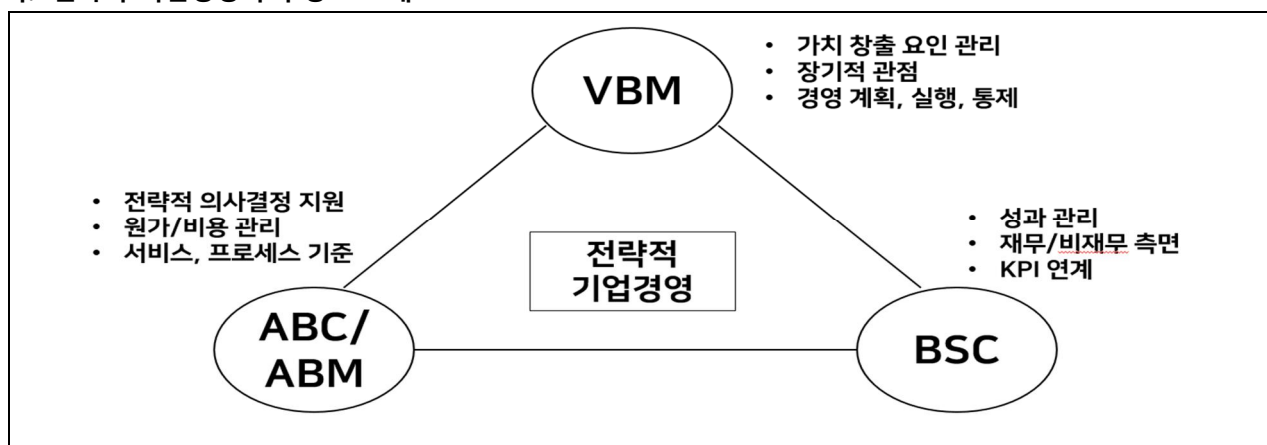 VBM
• 가치 창출 요인 관리
• 장기적 관점
• 경영 계획, 실행, 통제
• 전략적 의사결정 지원
• 원가/비용 관리
• 서비스, 프로세스 기준
전략적
기업경영
• 성과 관리
• 재무/비재무 측면
• KPI 연계
ABC/
ABM
BSC